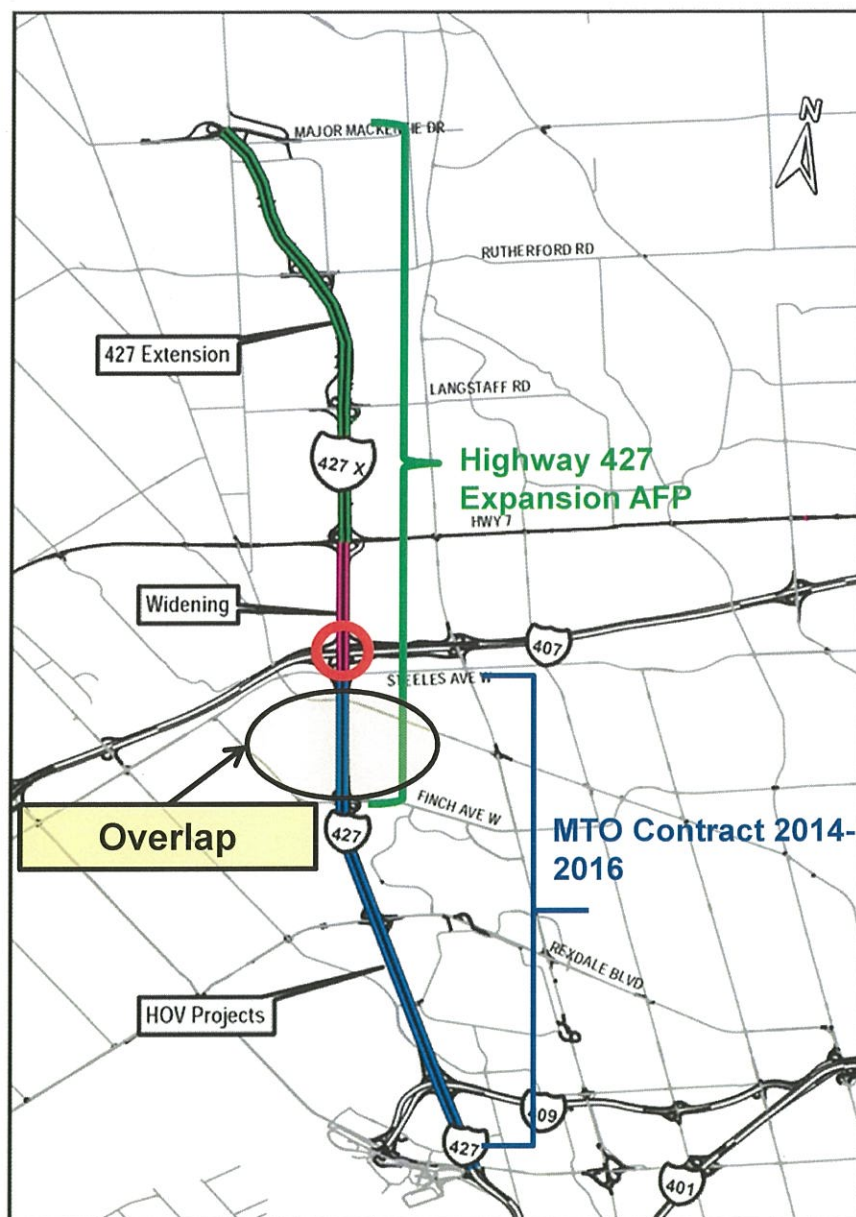 N
MAJOR MACKENZIE DR
RUTHERFORD RD
427 Extension
LANGSTAFF RD
427 X
Highway 427
Expansion AFP
HWY 7
Widening
407
STEELES AVE W
FINCH AVE W
Overlap
427
MTO Contract 2014-
2016
REXDALE BLVD
HOV Projects
409
427
401